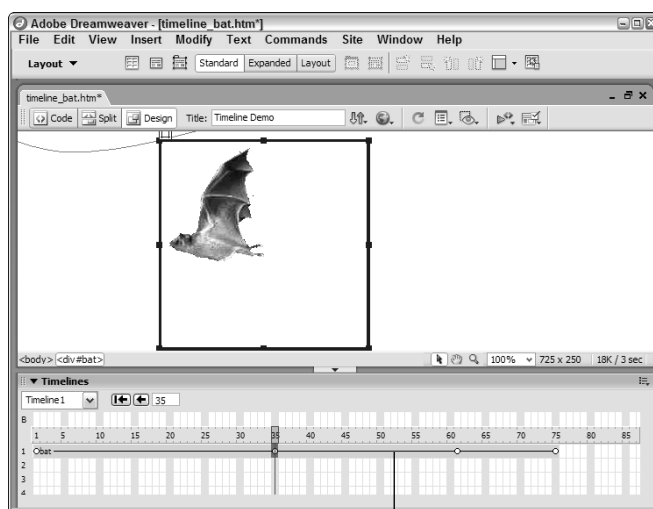 Adobe Dreamweaver - [timeline_bat.htm*]
File Edit View Insert Modify Text Commands Site Window Help
Layout Standard Expanded Layout
timeline_bat.htm*
Code Split Design Title: Timeline Demo
<body> <div#bat> 100% 725 x 250 18K / 3 sec
Timelines
Timeline1 35
B
1 5 10 15 20 25 30 35 40 45 50 55 60 65 70 75 80 85
1 bat
2
3
4